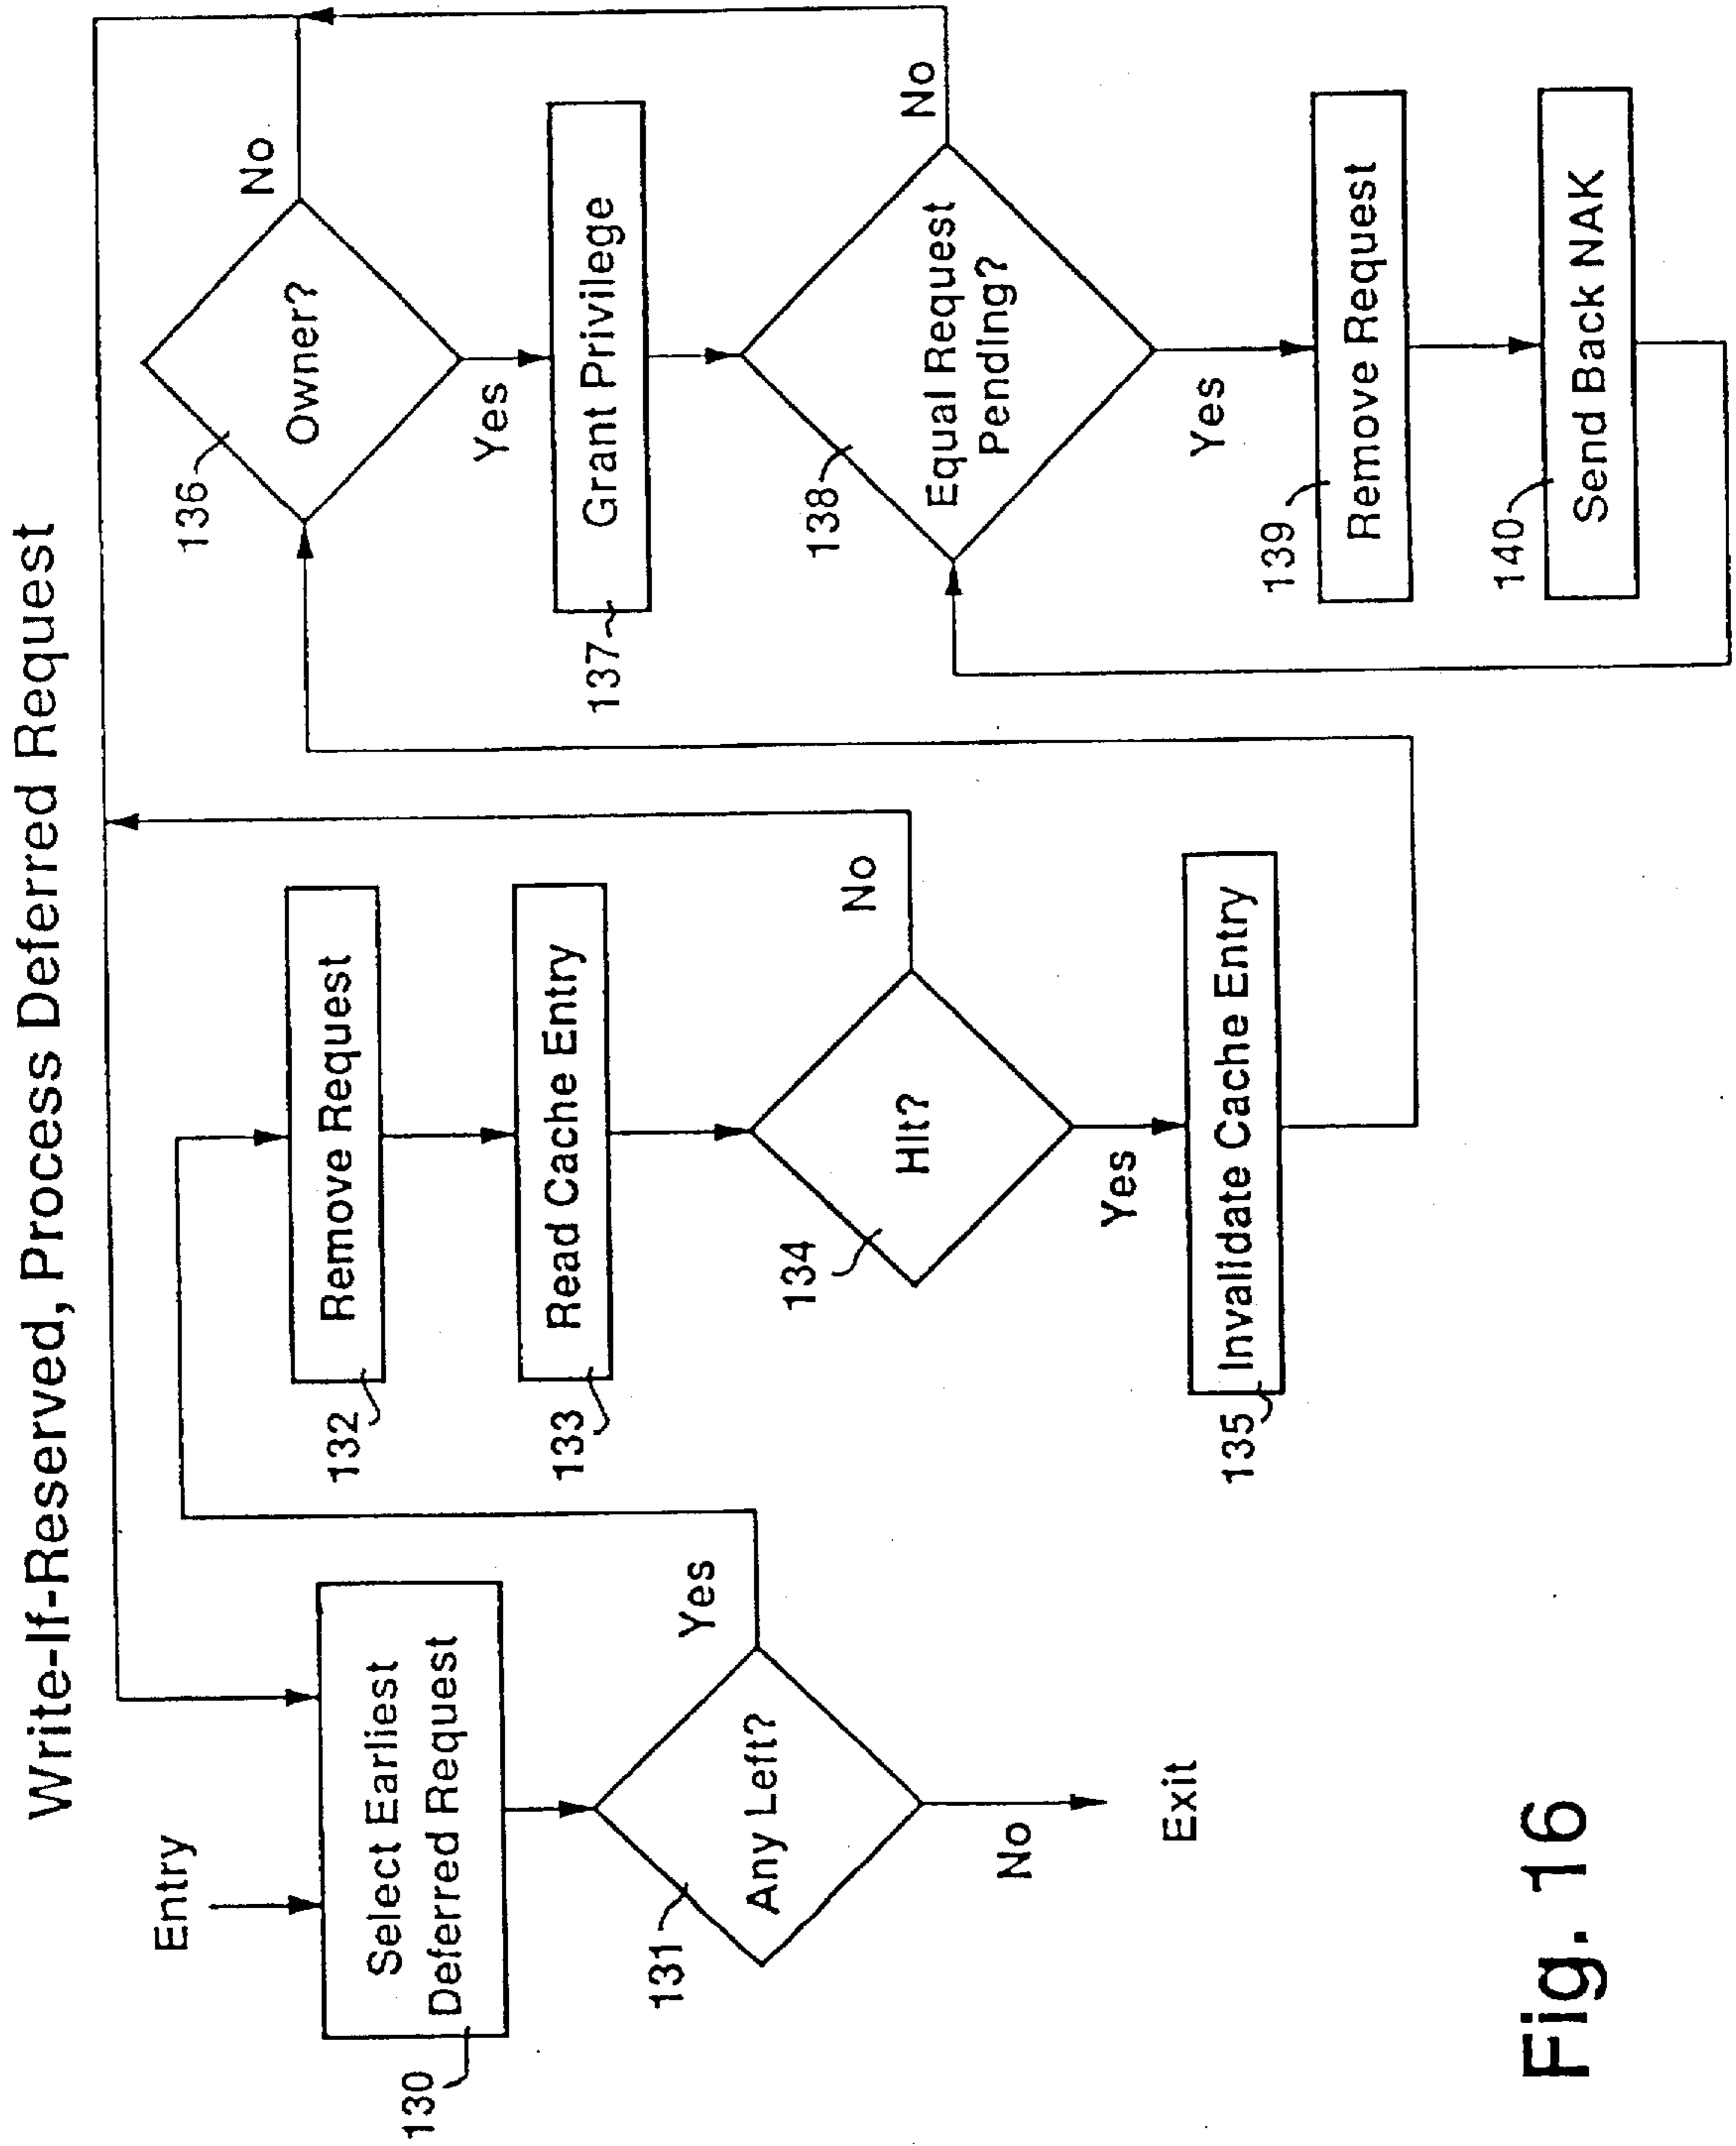 Write-If-Reserved, Process Deferred Request
Entry
Select Earliest
Deferred Request
130
Any Left?
131
Yes
No
Exit
Remove Request
132
Read Cache Entry
133
Hit?
134
No
Yes
Invalidate Cache Entry
135
Owner?
136
No
Yes
Grant Privilege
137
Equal Request
Pending?
138
No
Yes
Remove Request
139
Send Back NAK
140
Fig. 16